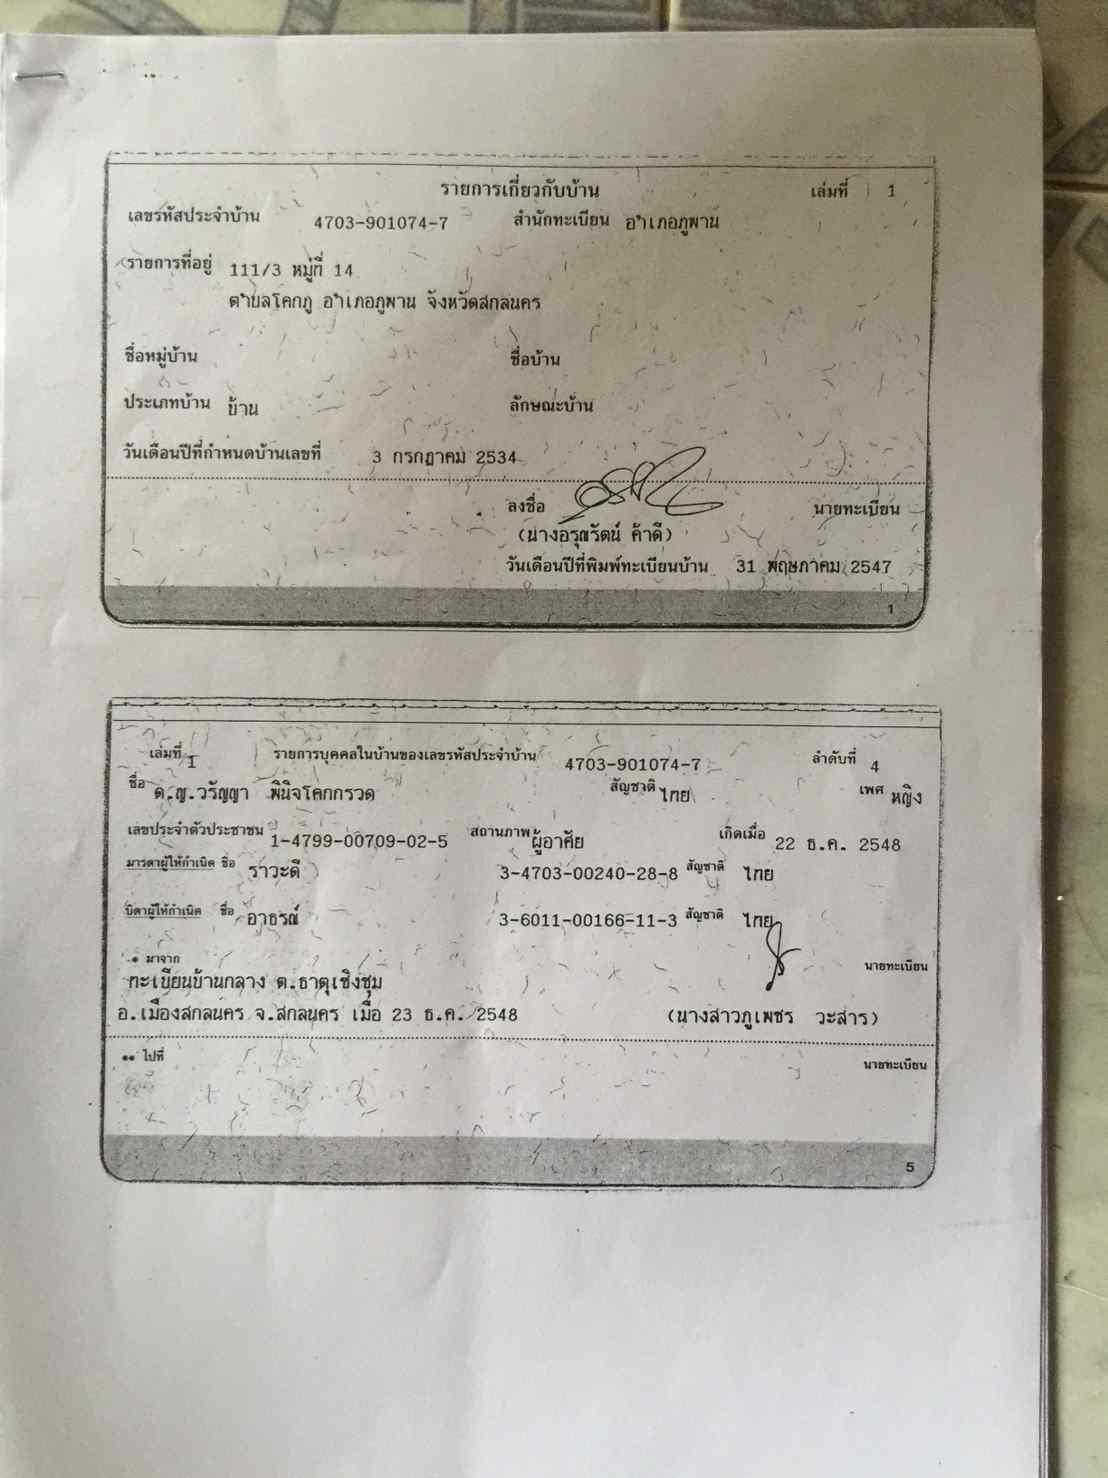 รายการเกี่ยวกับบ้าน เล่มที่ 1
เลขรหัสประจำบ้าน 4703-901074-7 สำนักทะเบียน อำเภอภูพาน
รายการที่อยู่ 111/3 หมู่ที่ 14
ตำบลโคกภู อำเภอภูพาน จังหวัดสกลนคร
ชื่อหมู่บ้าน ชื่อบ้าน
ประเภทบ้าน บ้าน ลักษณะบ้าน
วันเดือนปีที่กำหนดบ้านเลขที่ 3 กรกฎาคม 2534
ลงชื่อ นายทะเบียน
(นางอรุณรัตน์ ค้าดี)
วันเดือนปีที่พิมพ์ทะเบียนบ้าน 31 พฤษภาคม 2547
1
เล่มที่ 1 รายการบุคคลในบ้านของเลขรหัสประจำบ้าน 4703-901074-7 ลำดับที่ 4
ชื่อ ด.ญ.วรัญญา พินิจโคกกรวด สัญชาติ ไทย เพศ หญิง
เลขประจำตัวประชาชน 1-4799-00709-02-5 สถานภาพ ผู้อาศัย เกิดเมื่อ 22 ธ.ค. 2548
มารดาผู้ให้กำเนิด ชื่อ ราวะดี 3-4703-00240-28-8 สัญชาติ ไทย
บิดาผู้ให้กำเนิด ชื่อ อาธรณ์ 3-6011-00166-11-3 สัญชาติ ไทย
* มาจาก นายทะเบียน
ทะเบียนบ้านกลาง ต.ธาตุเชิงชุม
อ.เมืองสกลนคร จ.สกลนคร เมื่อ 23 ธ.ค. 2548 (นางสาวภูเพชร วะสาร)
** ไปที่ นายทะเบียน
5